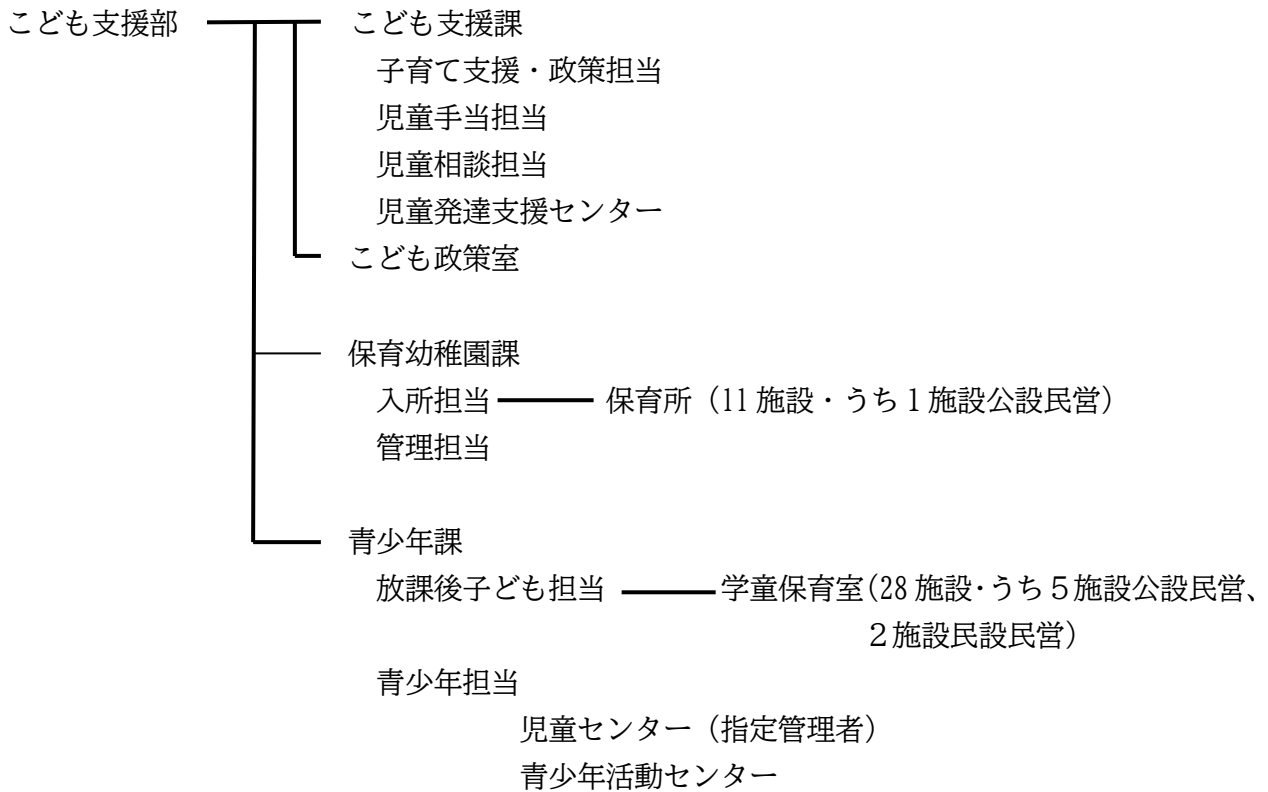 こども支援部 こども支援課
子育て支援・政策担当
児童手当担当
児童相談担当
児童発達支援センター
こども政策室
保育幼稚園課
入所担当 保育所（11 施設・うち１施設公設民営）
管理担当
青少年課
放課後子ども担当 学童保育室(28 施設･うち５施設公設民営、
２施設民設民営）
青少年担当
児童センター（指定管理者）
青少年活動センター